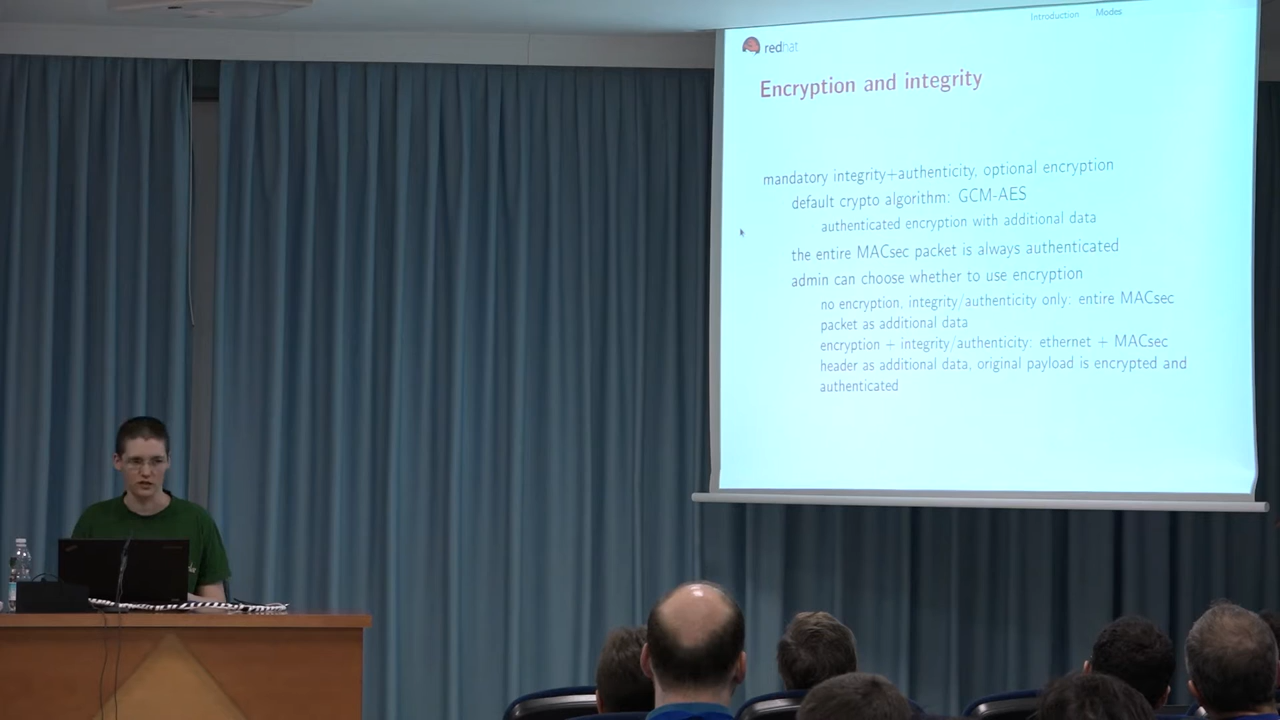 Introduction Modes
redhat
Encryption and integrity
mandatory integrity+authenticity, optional encryption
default crypto algorithm: GCM-AES
authenticated encryption with additional data
the entire MACsec packet is always authenticated
admin can choose whether to use encryption
no encryption, integrity/authenticity only: entire MACsec
packet as additional data
encryption + integrity/authenticity: ethernet + MACsec
header as additional data, original payload is encrypted and
authenticated